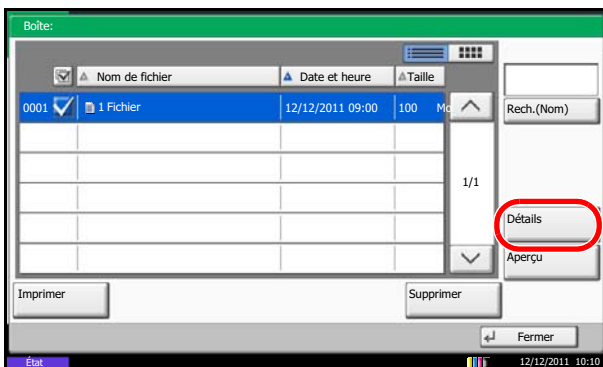 Boîte:
Nom de fichier Date et heure Taille
0001 1 Fichier 12/12/2011 09:00 100 Mo
Rech.(Nom)
1/1
Détails
Aperçu
Imprimer Supprimer
Fermer
État 12/12/2011 10:10